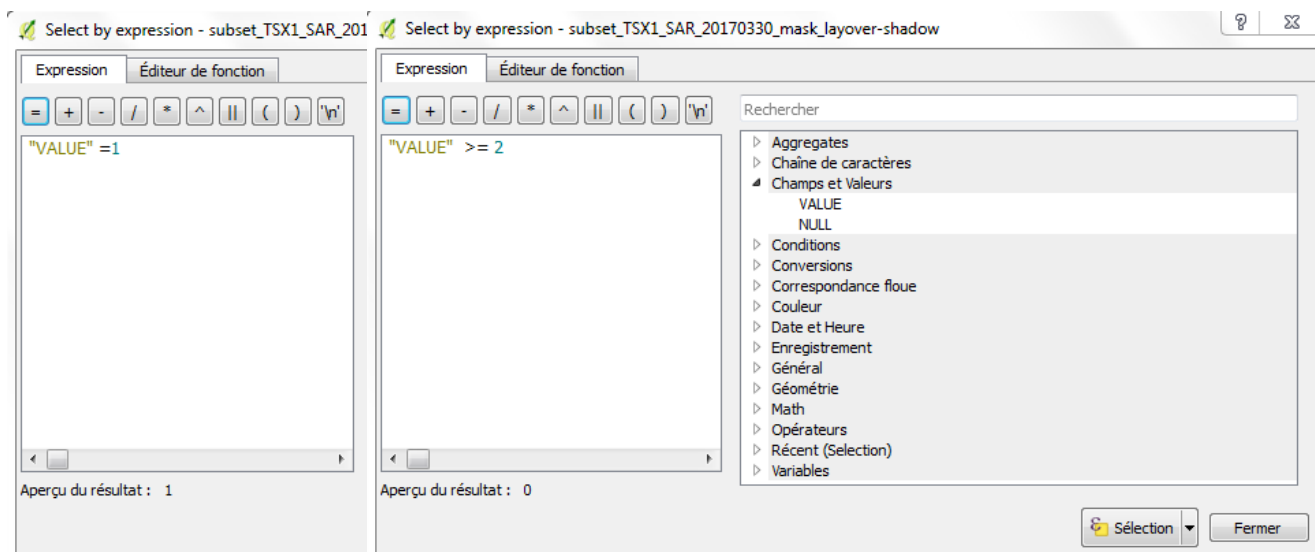 Select by expression - subset_TSX1_SAR_201
Expression Éditeur de fonction
= + - / * ^ || ( ) '\n'
"VALUE" =1
Aperçu du résultat : 1
Select by expression - subset_TSX1_SAR_20170330_mask_layover-shadow
Expression Éditeur de fonction
= + - / * ^ || ( ) '\n'
"VALUE" >= 2
Aperçu du résultat : 0
Rechercher
Aggregates
Chaîne de caractères
Champs et Valeurs
VALUE
NULL
Conditions
Conversions
Correspondance floue
Couleur
Date et Heure
Enregistrement
Général
Géométrie
Math
Opérateurs
Récent (Selection)
Variables
ε Sélection
Fermer
?